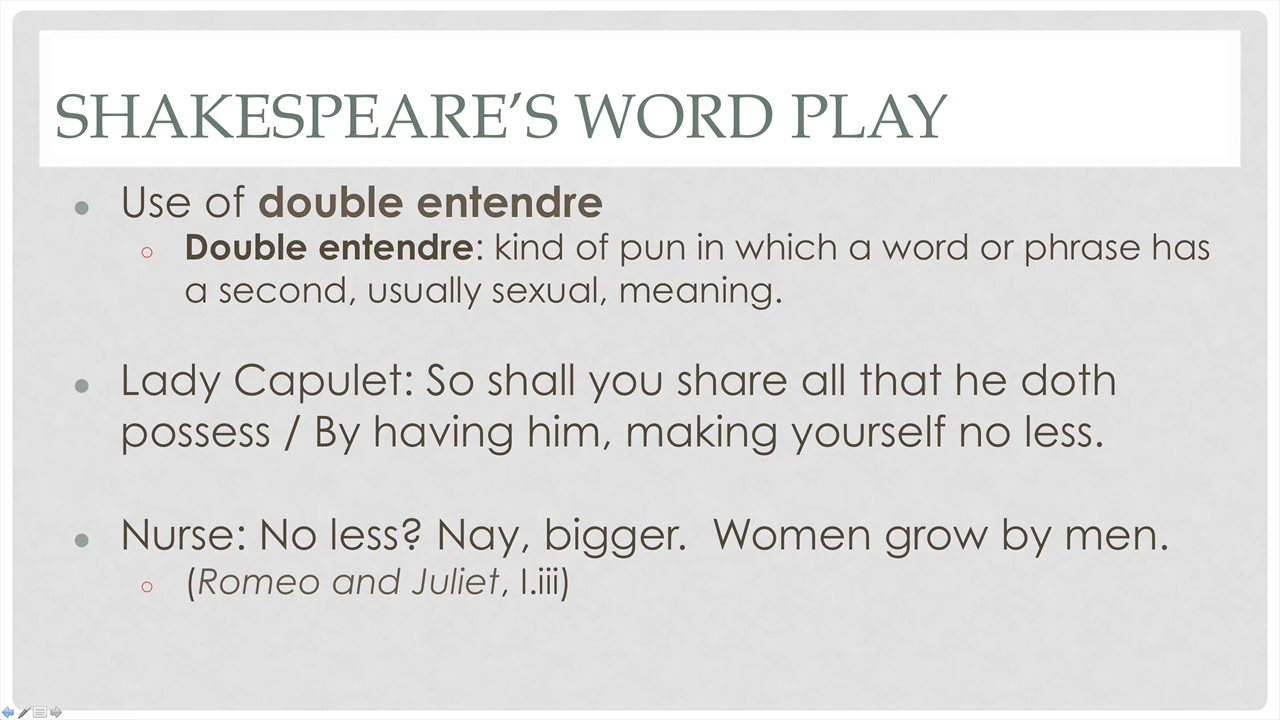 SHAKESPEARE’S WORD PLAY
Use of double entendre
Double entendre: kind of pun in which a word or phrase has
a second, usually sexual, meaning.
Lady Capulet: So shall you share all that he doth
possess / By having him, making yourself no less.
Nurse: No less? Nay, bigger.  Women grow by men.
(Romeo and Juliet, I.iii)